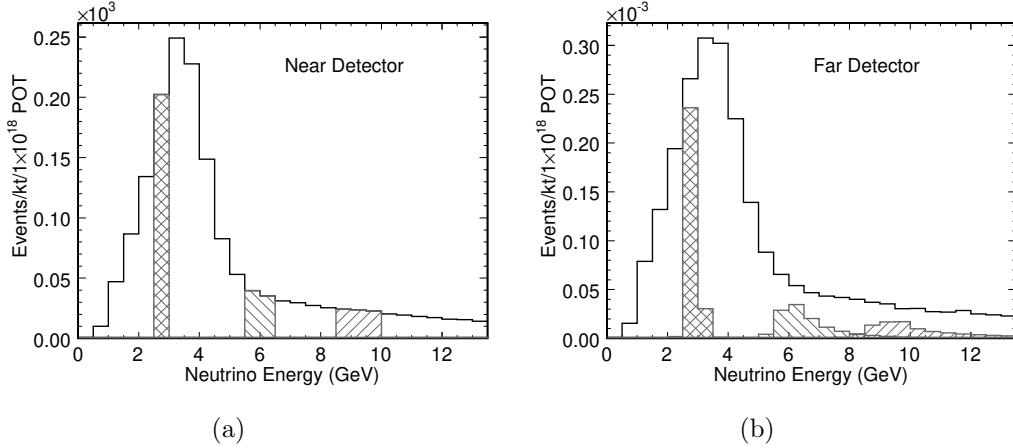 ×10³
Near Detector
Events/kt/1×10¹⁸ POT
0.25
0.20
0.15
0.10
0.05
0.00
0 2 4 6 8 10 12
Neutrino Energy (GeV)
(a)
×10⁻³
Far Detector
Events/kt/1×10¹⁸ POT
0.30
0.25
0.20
0.15
0.10
0.05
0.00
0 2 4 6 8 10 12
Neutrino Energy (GeV)
(b)